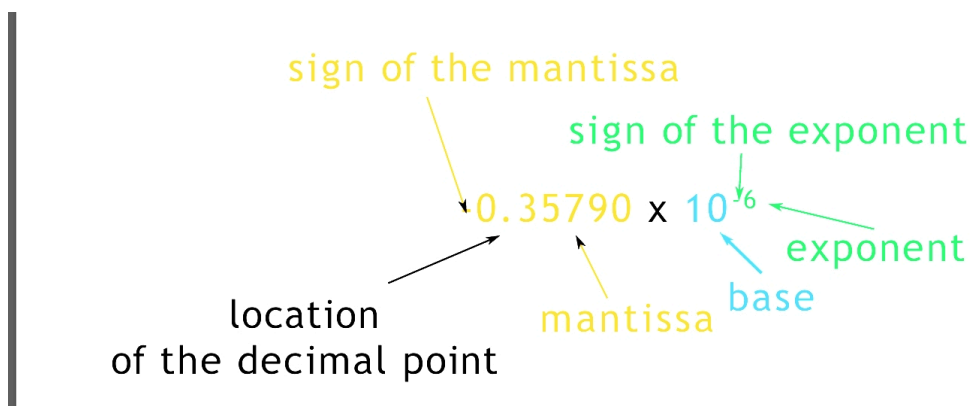 sign of the mantissa
sign of the exponent
-0.35790 x 10-6
exponent
base
location
mantissa
of the decimal point